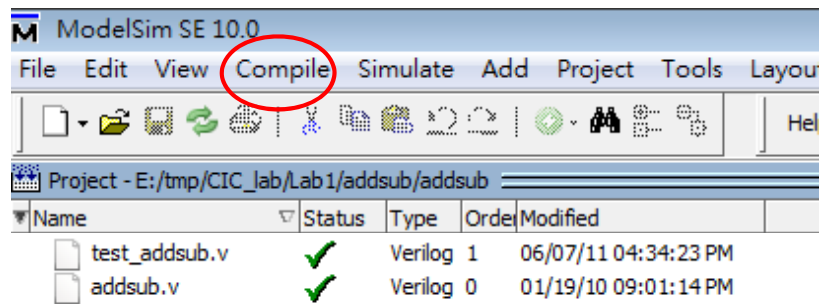 M ModelSim SE 10.0
File Edit View Compile Simulate Add Project Tools Layou
Hel
Project - E:/tmp/CIC_lab/Lab1/addsub/addsub
Name Status Type Order Modified
test_addsub.v Verilog 1 06/07/11 04:34:23 PM
addsub.v Verilog 0 01/19/10 09:01:14 PM